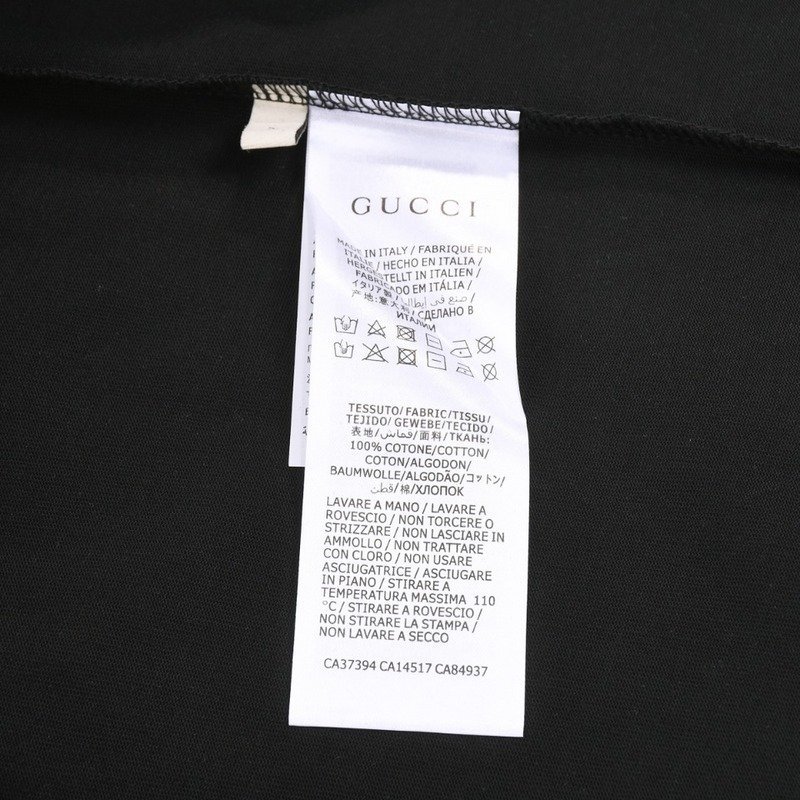 GUCCI
MADE IN ITALY / FABRIQUÉ EN
ITALIE / HECHO EN ITALIA /
HERGESTELLT IN ITALIEN /
FABRICADO EM ITÁLIA /
イタリア製 / صنع في إيطاليا /
产地:意大利 / СДЕЛАНО В
ИТАЛИИ
TESSUTO/FABRIC/TISSU/
TEJIDO/GEWEBE/TECIDO/
表地/قماش/面料/ТКАНЬ:
100% COTONE/COTTON/
COTON/ALGODON/
BAUMWOLLE/ALGODÃO/コットン/
قطن/棉/ХЛОПОК
LAVARE A MANO / LAVARE A
ROVESCIO / NON TORCERE O
STRIZZARE / NON LASCIARE IN
AMMOLLO / NON TRATTARE
CON CLORO / NON USARE
ASCIUGATRICE / ASCIUGARE
IN PIANO / STIRARE A
TEMPERATURA MASSIMA 110
°C / STIRARE A ROVESCIO /
NON STIRARE LA STAMPA /
NON LAVARE A SECCO
CA37394 CA14517 CA84937